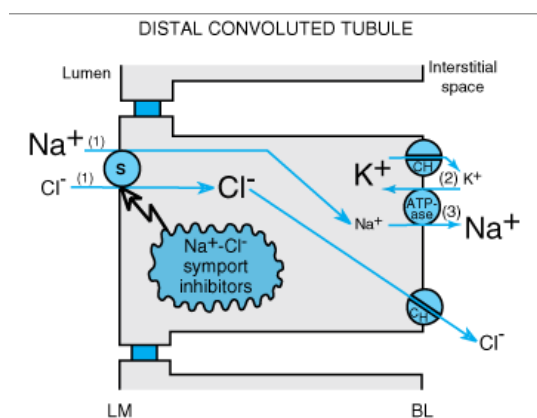 DISTAL CONVOLUTED TUBULE
Lumen
Interstitial
space
Na+ (1)
S
Cl- (1)
Cl-
Na+-Cl-
symport
inhibitors
K+
CH
(2) K+
ATP-
ase
(3)
Na+
Na+
CH
Cl-
LM
BL